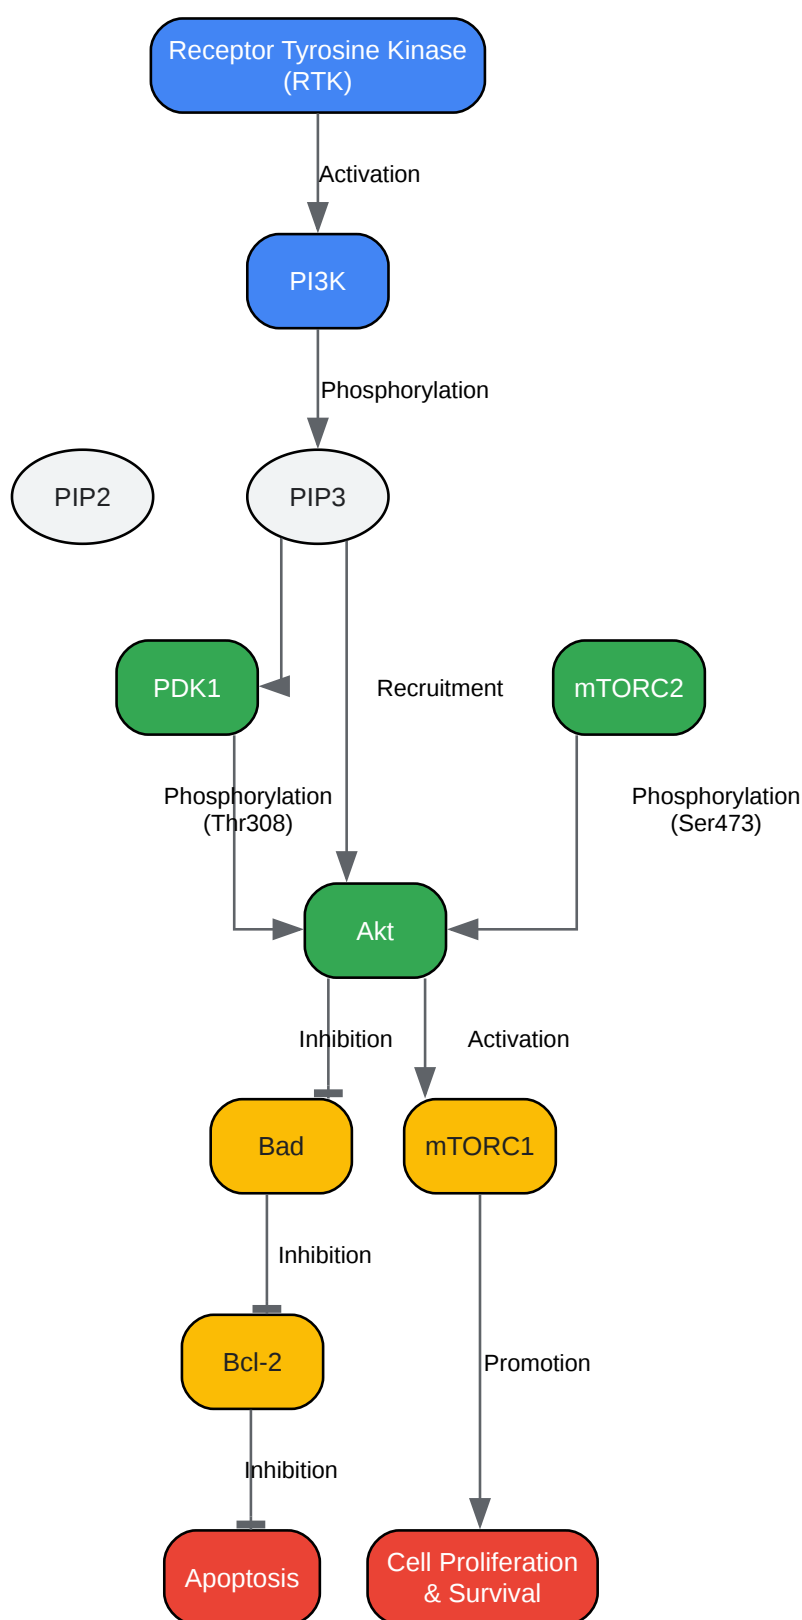 Receptor Tyrosine Kinase
(RTK)
Activation
PI3K
Phosphorylation
PIP2
PIP3
PDK1
Recruitment
mTORC2
Phosphorylation
(Thr308)
Phosphorylation
(Ser473)
Akt
Inhibition
Activation
Bad
mTORC1
Inhibition
Bcl-2
Promotion
Inhibition
Apoptosis
Cell Proliferation
& Survival